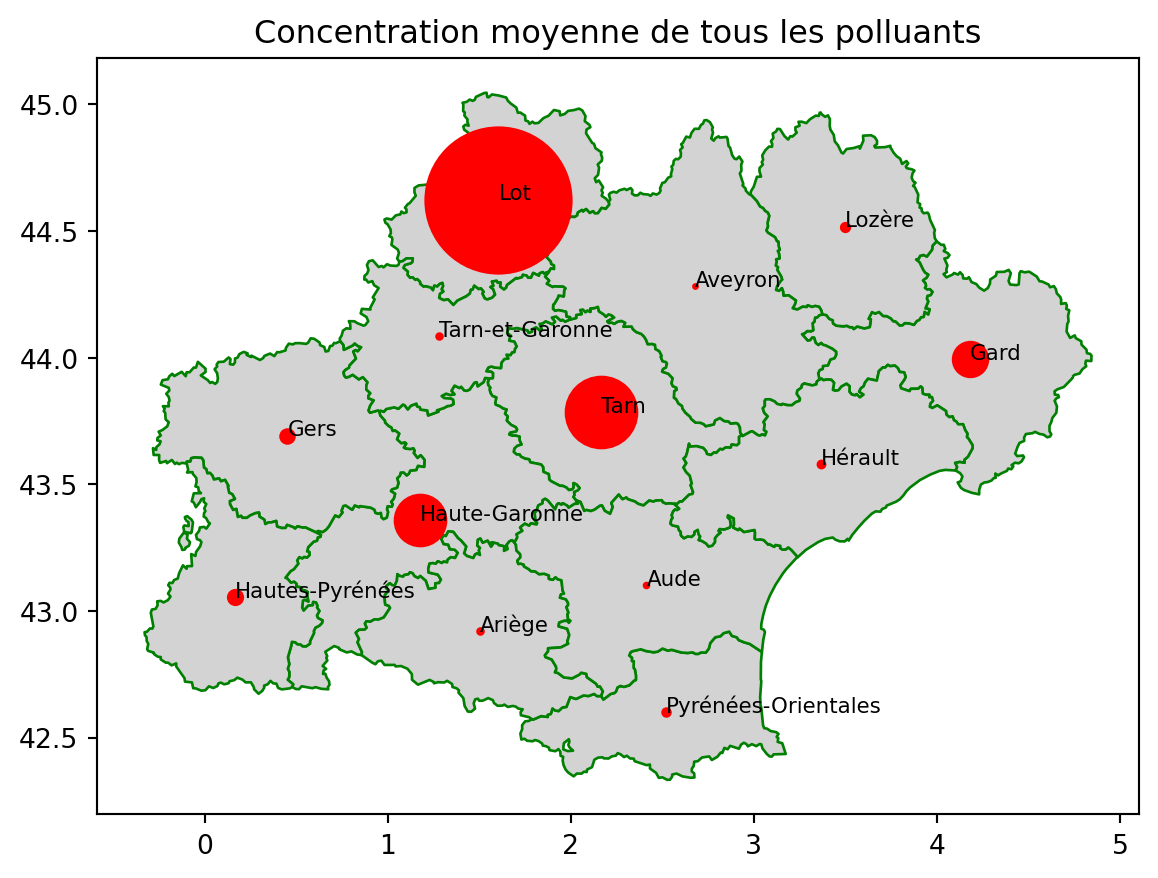 Concentration moyenne de tous les polluants
45.0
44.5
44.0
43.5
43.0
42.5
Lot
Lozère
Aveyron
Tarn-et-Garonne
Gard
Tarn
Gers
Hérault
Haute-Garonne
Aude
Hautes-Pyrénées
Ariège
Pyrénées-Orientales
0 1 2 3 4 5